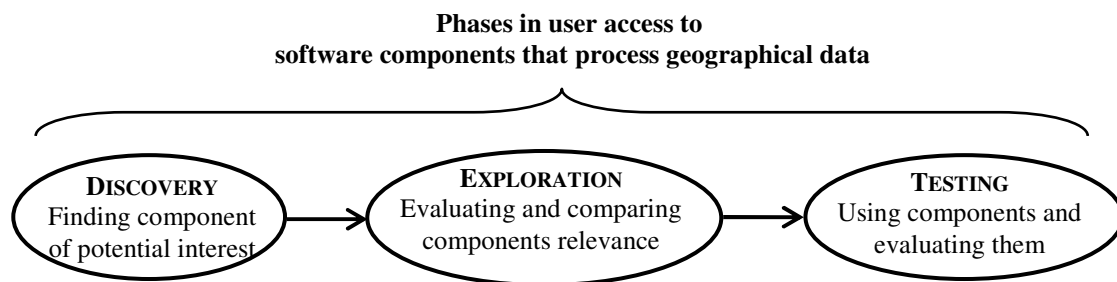 Phases in user access to
software components that process geographical data
DISCOVERY
Finding component
of potential interest
EXPLORATION
Evaluating and comparing
components relevance
TESTING
Using components and
evaluating them